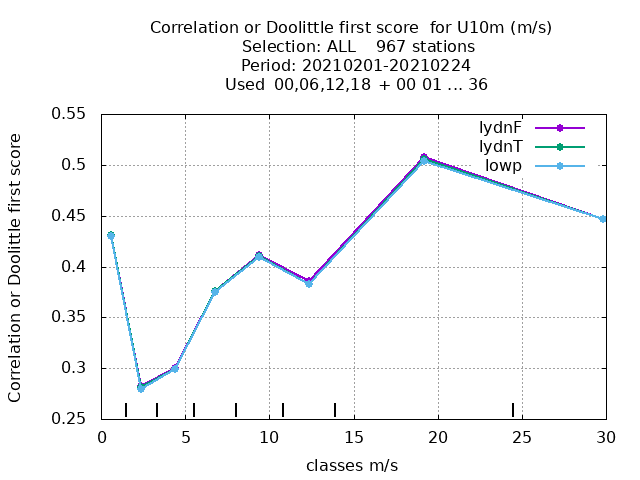 Correlation or Doolittle first score  for U10m (m/s)
Selection: ALL    967 stations
Period: 20210201-20210224
Used  00,06,12,18  + 00 01 ... 36
lydnF
lydnT
lowp
Correlation or Doolittle first score
0.55
0.5
0.45
0.4
0.35
0.3
0.25
0 5 10 15 20 25 30
classes m/s